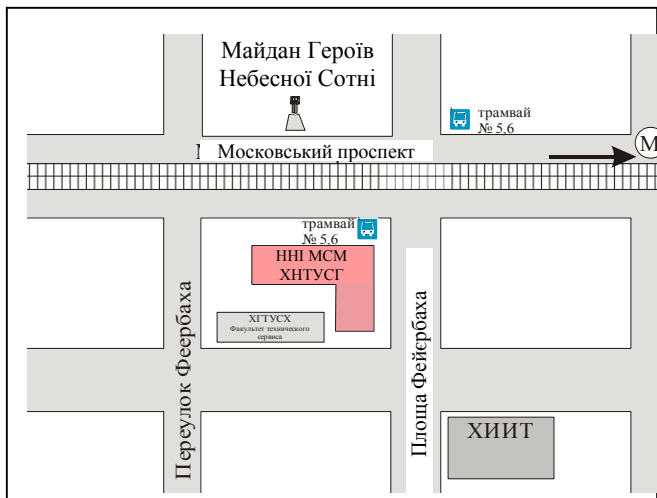 Майдан Героїв
Небесної Сотні
трамвай
№ 5,6
М
Московський проспект
трамвай
№ 5,6
ННІ МСМ
ХНТУСГ
ХГТУСХ
Факультет технического
сервиса
Переулок Феербаха
Площа Фейєрбаха
ХИИТ